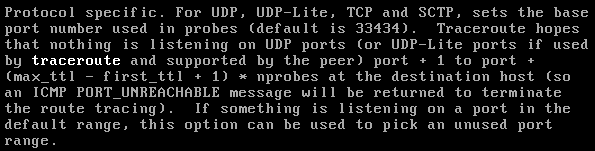 Protocol specific. For UDP, UDP-Lite, TCP and SCTP, sets the base
port number used in probes (default is 33434).  Traceroute hopes
that nothing is listening on UDP ports (or UDP-Lite ports if used
by traceroute and supported by the peer) port + 1 to port +
(max_ttl - first_ttl + 1) * nprobes at the destination host (so
an ICMP PORT_UNREACHABLE message will be returned to terminate
the route tracing).  If something is listening on a port in the
default range, this option can be used to pick an unused port
range.